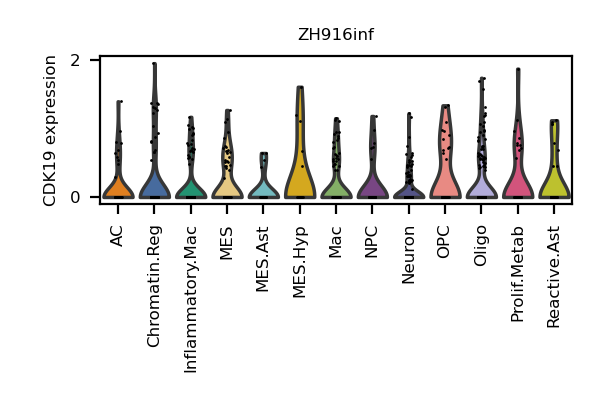 ZH916inf
CDK19 expression
2
0
AC
Chromatin.Reg
Inflammatory.Mac
MES
MES.Ast
MES.Hyp
Mac
NPC
Neuron
OPC
Oligo
Prolif.Metab
Reactive.Ast